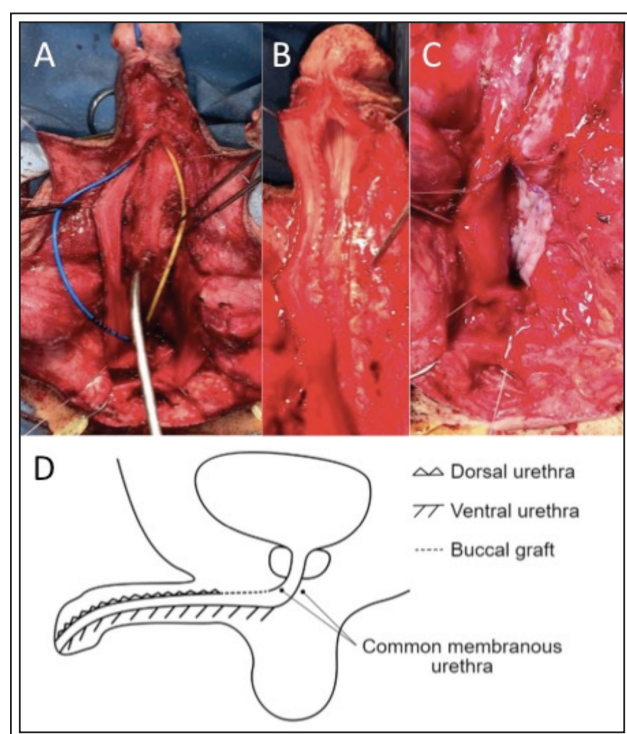 A
B
C
D
Dorsal urethra
Ventral urethra
Buccal graft
Common membranous
urethra